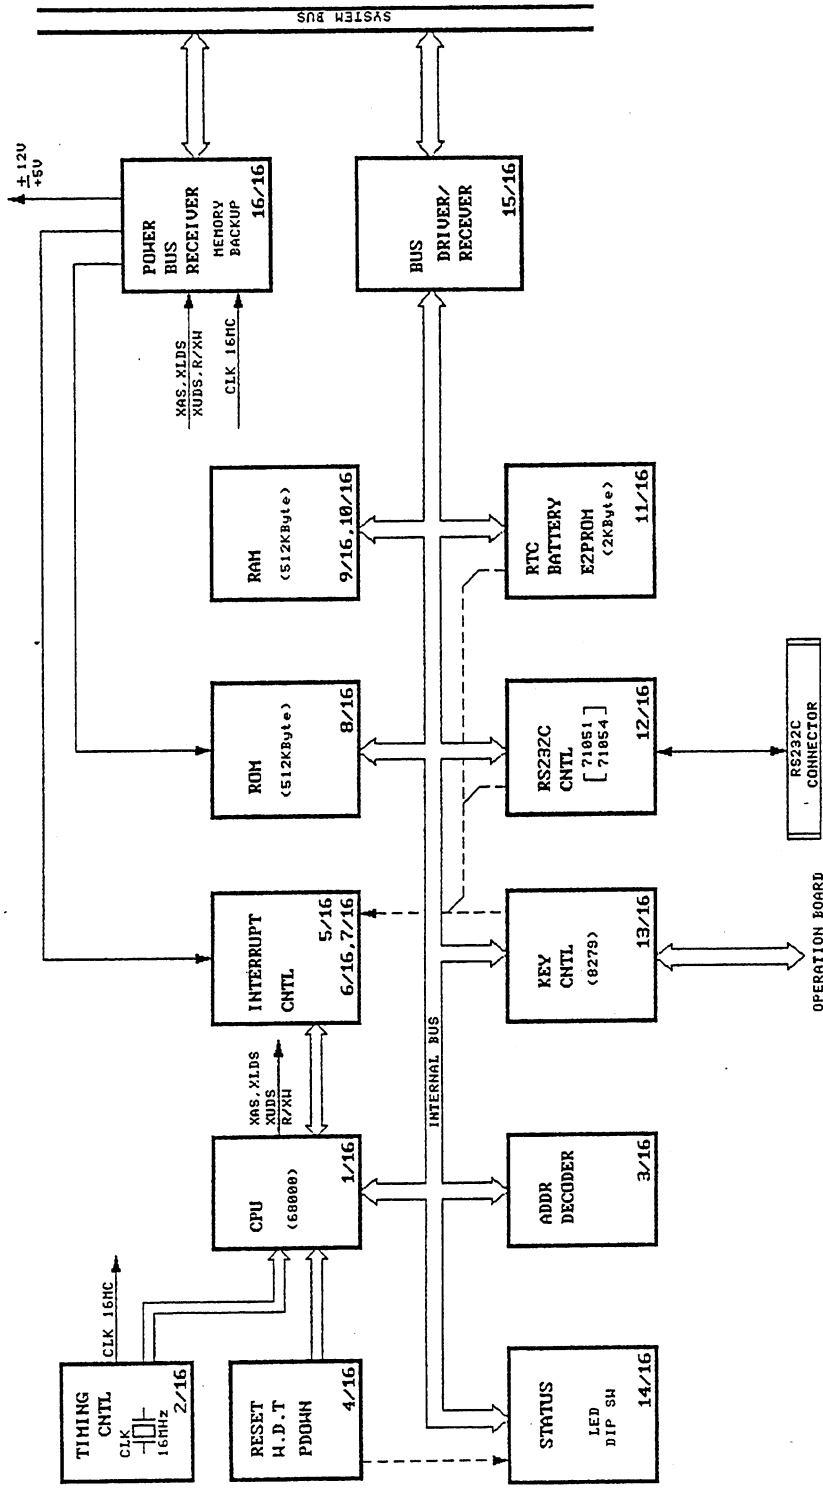 SYSTEM BUS
± 12V
+5V
POWER
BUS
RECEIVER
MEMORY
BACKUP
16/16
XAS,XLDS
XUDS,R/XW
CLK 16MC
BUS
DRIVER/
RECEVER
15/16
RAM
(512KByte)
9/16,10/16
RTC
BATTERY
E2PROM
(2KByte)
11/16
ROM
(512KByte)
8/16
RS232C
CNTL
[71051
71054]
12/16
RS232C
CONNECTOR
INTERRUPT
CNTL
5/16
6/16,7/16
KEY
CNTL
(8279)
13/16
OPERATION BOARD
INTERNAL BUS
XAS,XLDS
XUDS
R/XW
CPU
(68000)
1/16
ADDR
DECODER
3/16
CLK 16MC
TIMING
CNTL
CLK
16MHz
2/16
RESET
W.D.T
PDOWN
4/16
STATUS
LED
DIP SW
14/16